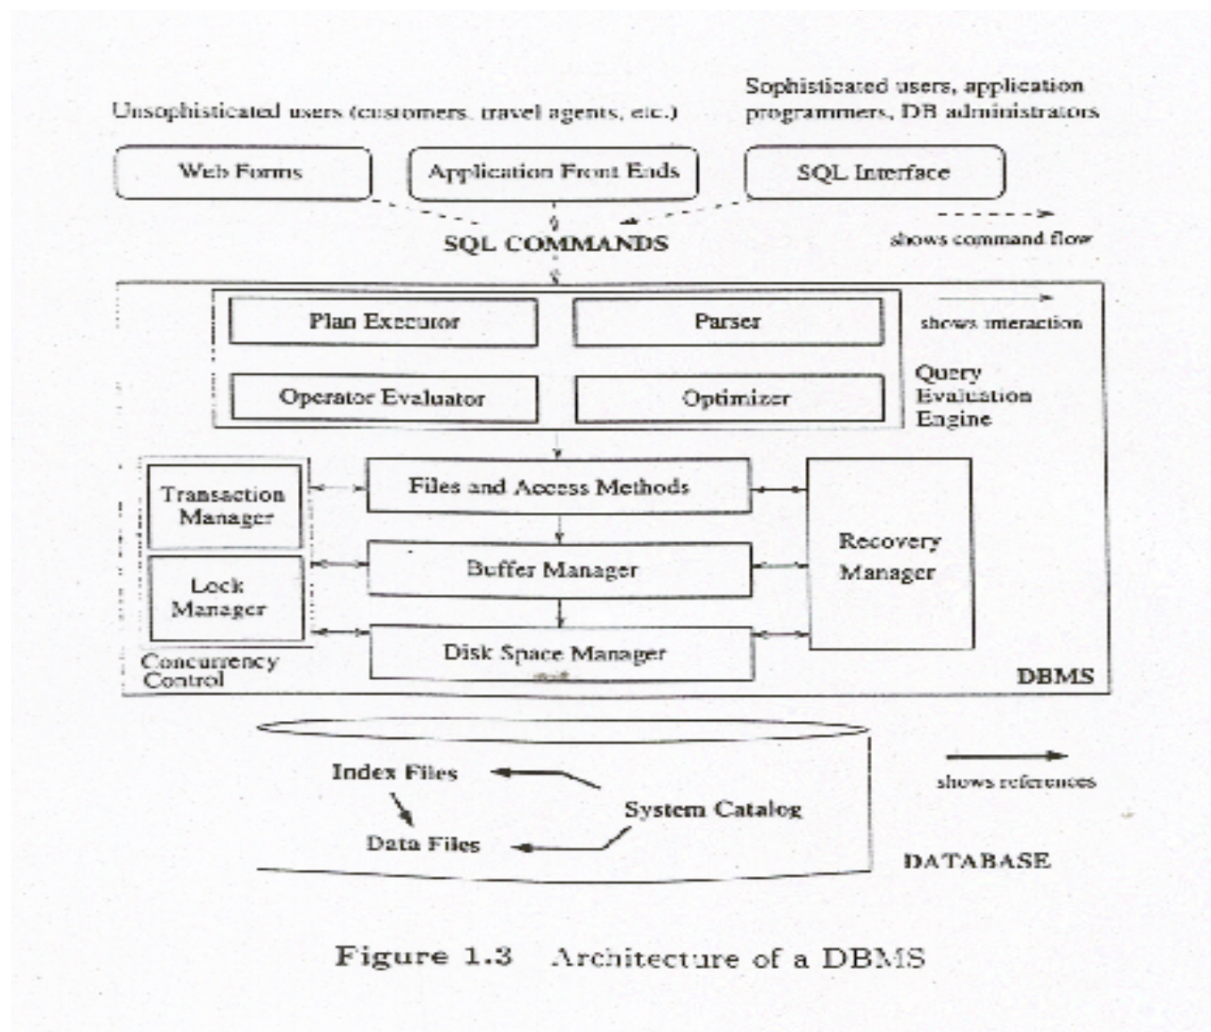 Unsophisticated users (customers, travel agents, etc.)
Sophisticated users, application
programmers, DB administrators
Web Forms
Application Front Ends
SQL Interface
SQL COMMANDS
shows command flow
Plan Executor
Parser
shows interaction
Operator Evaluator
Optimizer
Query
Evaluation
Engine
Transaction
Manager
Files and Access Methods
Recovery
Manager
Buffer Manager
Lock
Manager
Disk Space Manager
Concurrency
Control
DBMS
Index Files
System Catalog
shows references
Data Files
DATABASE
Figure 1.3 Architecture of a DBMS